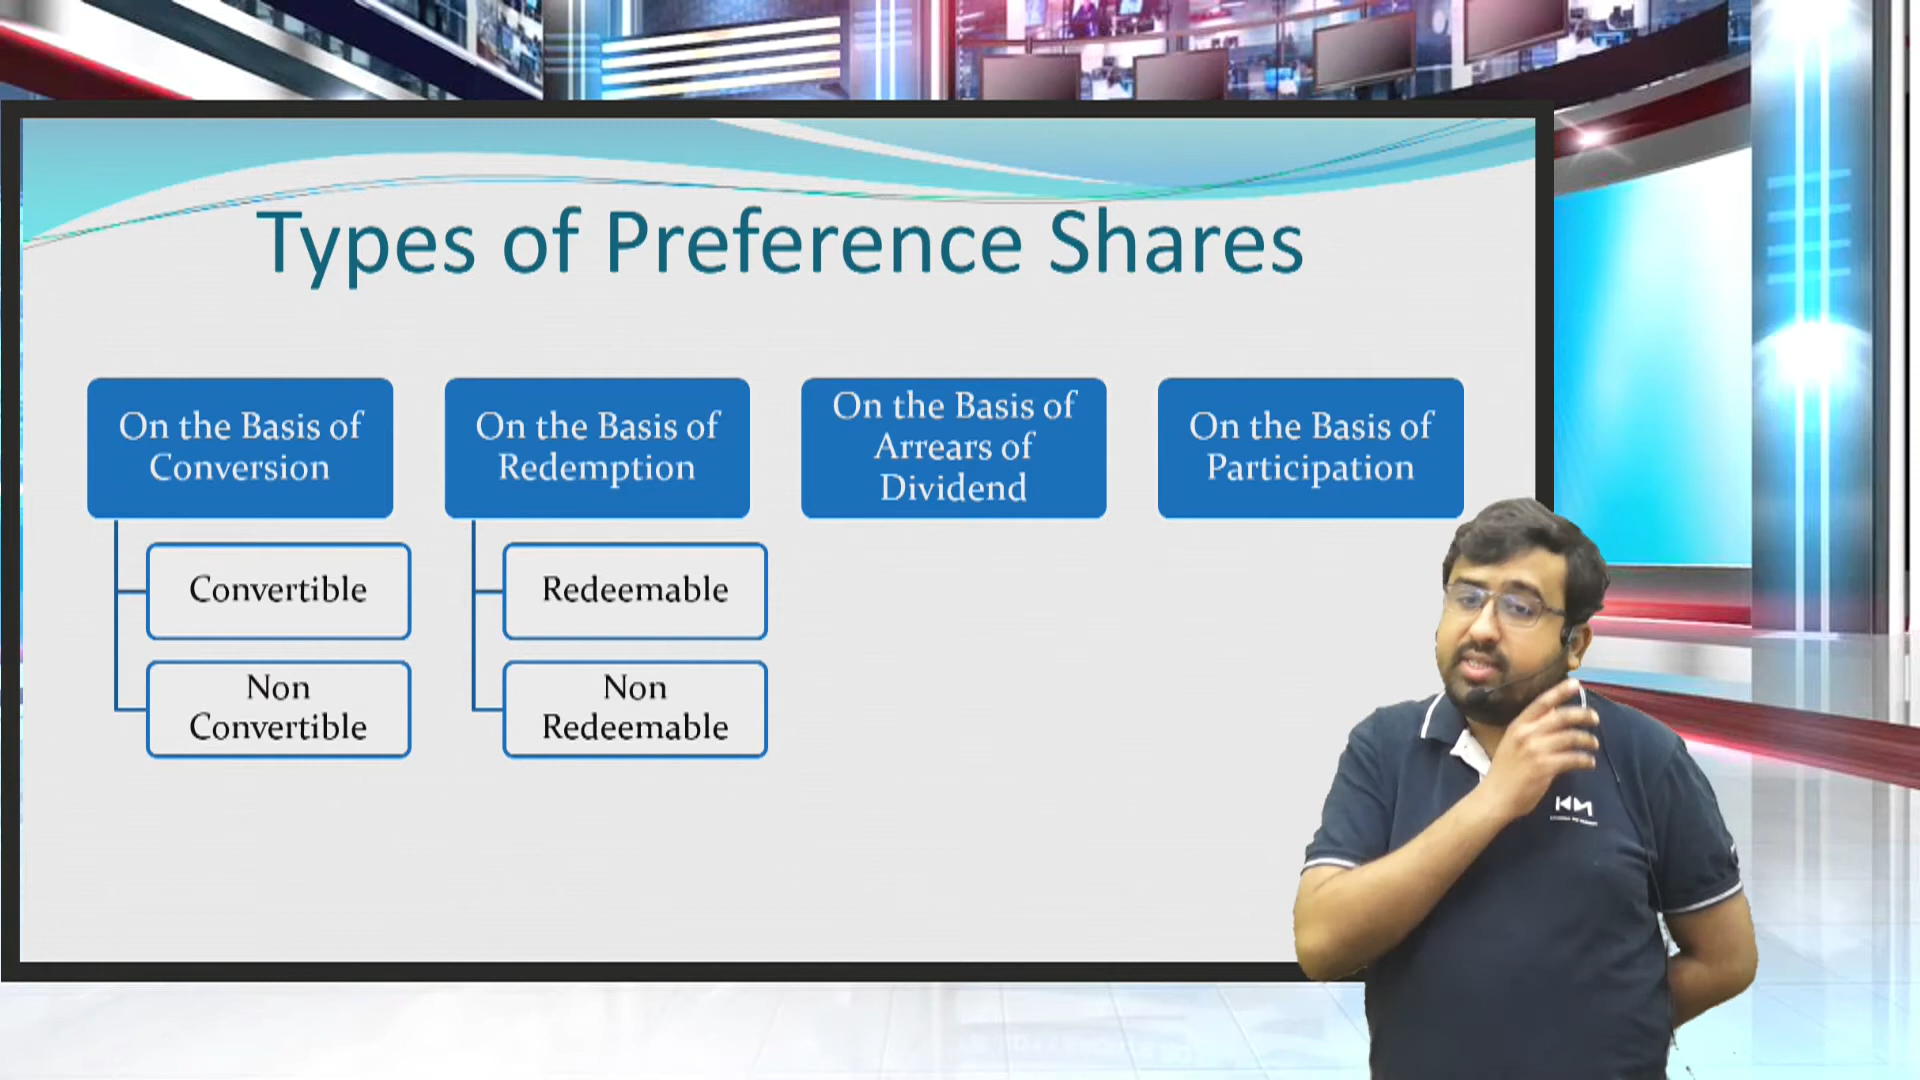 Types of Preference Shares
On the Basis of
Conversion
Convertible
Non
Convertible
On the Basis of
Redemption
Redeemable
Non
Redeemable
On the Basis of
Arrears of
Dividend
On the Basis of
Participation
KM